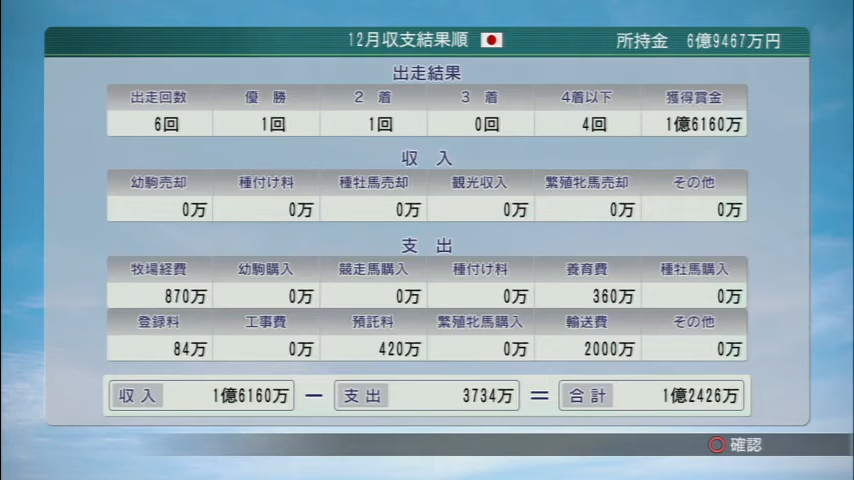 12月収支結果順 所持金 6億9467万円
出走結果
出走回数 優勝 2着 3着 4着以下 獲得賞金
6回 1回 1回 0回 4回 1億6160万
収入
幼駒売却 種付け料 種牡馬売却 観光収入 繁殖牝馬売却 その他
0万 0万 0万 0万 0万 0万
支出
牧場経費 幼駒購入 競走馬購入 種付け料 養育費 種牡馬購入
870万 0万 0万 0万 360万 0万
登録料 工事費 預託料 繁殖牝馬購入 輸送費 その他
84万 0万 420万 0万 2000万 0万
収入 1億6160万 － 支出 3734万 ＝ 合計 1億2426万
確認